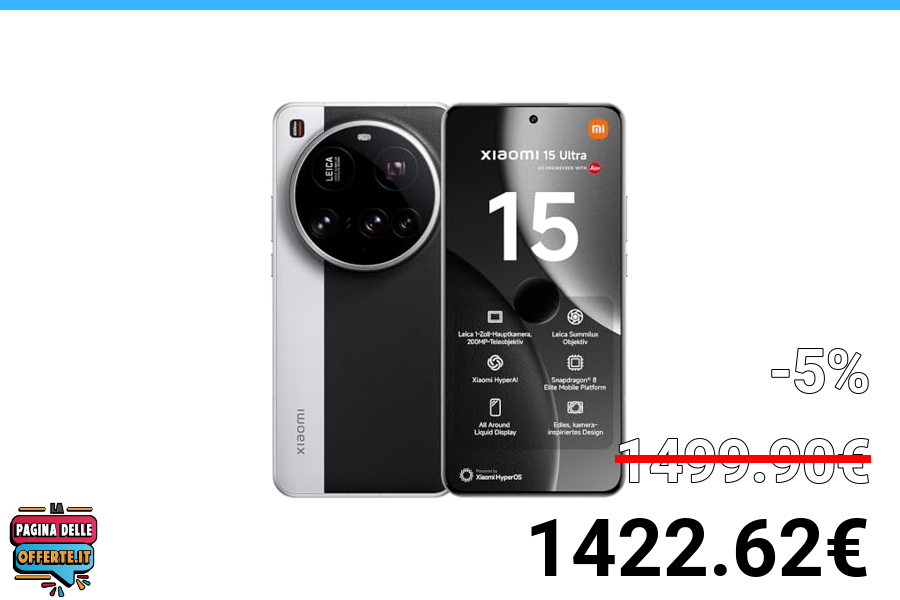 LEICA
xiaomi
xiaomi 15 Ultra
CO-ENGINEERED WITH Leica
15
Leica 1-Zoll-Hauptkamera,
200MP-Teleobjektiv
Leica Summilux
Objektiv
Xiaomi HyperAI
Snapdragon® 8
Elite Mobile Platform
All Around
Liquid Display
Edles, kamera-
inspiriertes Design
Powered by
Xiaomi HyperOS
-5%
1499.90€
1422.62€
LA
PAGINA DELLE
OFFERTE.IT